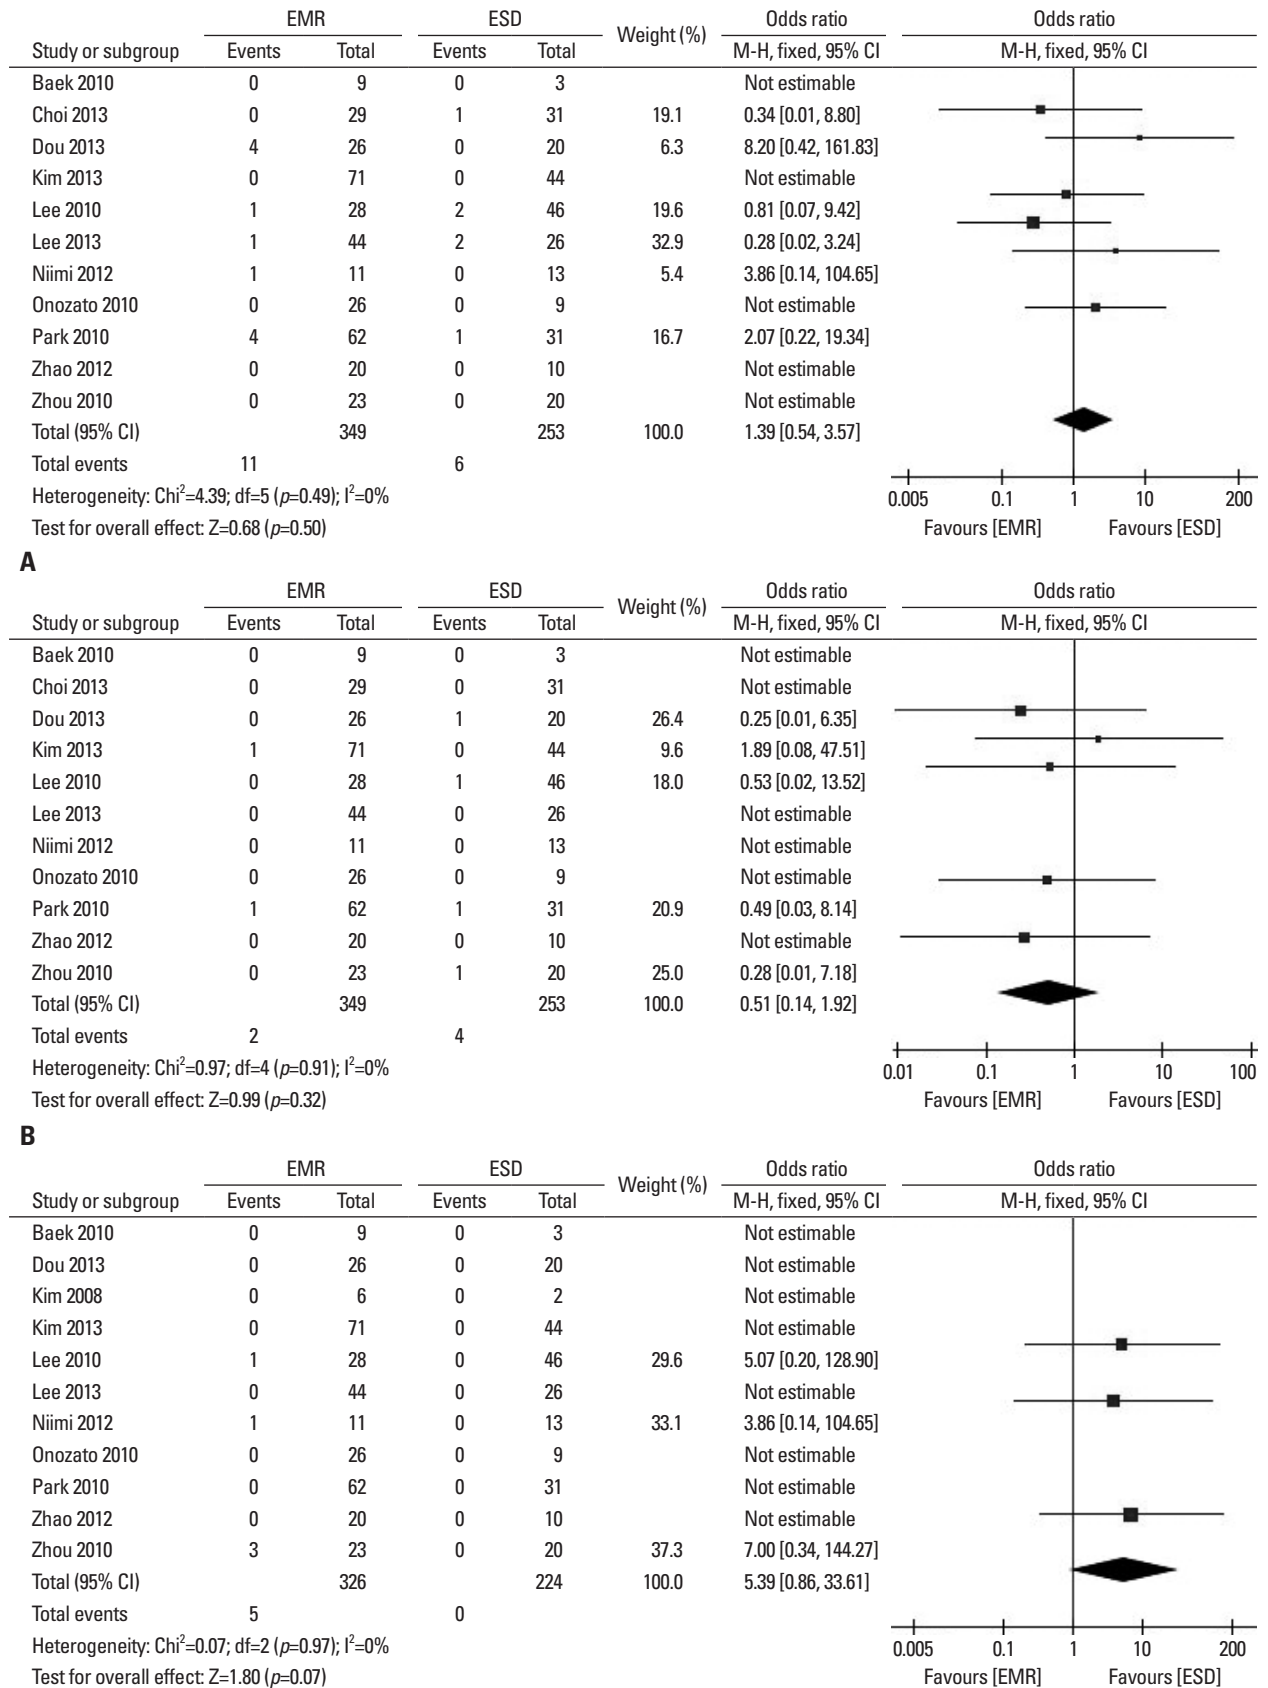 EMR ESD Odds ratio Odds ratio
Weight (%)
Study or subgroup Events Total Events Total M-H, fixed, 95% CI M-H, fixed, 95% CI
Baek 2010 0 9 0 3 Not estimable
Choi 2013 0 29 1 31 19.1 0.34 [0.01, 8.80]
Dou 2013 4 26 0 20 6.3 8.20 [0.42, 161.83]
Kim 2013 0 71 0 44 Not estimable
Lee 2010 1 28 2 46 19.6 0.81 [0.07, 9.42]
Lee 2013 1 44 2 26 32.9 0.28 [0.02, 3.24]
Niimi 2012 1 11 0 13 5.4 3.86 [0.14, 104.65]
Onozato 2010 0 26 0 9 Not estimable
Park 2010 4 62 1 31 16.7 2.07 [0.22, 19.34]
Zhao 2012 0 20 0 10 Not estimable
Zhou 2010 0 23 0 20 Not estimable
Total (95% CI) 349 253 100.0 1.39 [0.54, 3.57]
Total events 11 6
Heterogeneity: Chi²=4.39; df=5 (p=0.49); I²=0%
Test for overall effect: Z=0.68 (p=0.50)
0.005 0.1 1 10 200
Favours [EMR] Favours [ESD]
A
EMR ESD Odds ratio Odds ratio
Weight (%)
Study or subgroup Events Total Events Total M-H, fixed, 95% CI M-H, fixed, 95% CI
Baek 2010 0 9 0 3 Not estimable
Choi 2013 0 29 0 31 Not estimable
Dou 2013 0 26 1 20 26.4 0.25 [0.01, 6.35]
Kim 2013 1 71 0 44 9.6 1.89 [0.08, 47.51]
Lee 2010 0 28 1 46 18.0 0.53 [0.02, 13.52]
Lee 2013 0 44 0 26 Not estimable
Niimi 2012 0 11 0 13 Not estimable
Onozato 2010 0 26 0 9 Not estimable
Park 2010 1 62 1 31 20.9 0.49 [0.03, 8.14]
Zhao 2012 0 20 0 10 Not estimable
Zhou 2010 0 23 1 20 25.0 0.28 [0.01, 7.18]
Total (95% CI) 349 253 100.0 0.51 [0.14, 1.92]
Total events 2 4
Heterogeneity: Chi²=0.97; df=4 (p=0.91); I²=0%
Test for overall effect: Z=0.99 (p=0.32)
0.01 0.1 1 10 100
Favours [EMR] Favours [ESD]
B
EMR ESD Odds ratio Odds ratio
Weight (%)
Study or subgroup Events Total Events Total M-H, fixed, 95% CI M-H, fixed, 95% CI
Baek 2010 0 9 0 3 Not estimable
Dou 2013 0 26 0 20 Not estimable
Kim 2008 0 6 0 2 Not estimable
Kim 2013 0 71 0 44 Not estimable
Lee 2010 1 28 0 46 29.6 5.07 [0.20, 128.90]
Lee 2013 0 44 0 26 Not estimable
Niimi 2012 1 11 0 13 33.1 3.86 [0.14, 104.65]
Onozato 2010 0 26 0 9 Not estimable
Park 2010 0 62 0 31 Not estimable
Zhao 2012 0 20 0 10 Not estimable
Zhou 2010 3 23 0 20 37.3 7.00 [0.34, 144.27]
Total (95% CI) 326 224 100.0 5.39 [0.86, 33.61]
Total events 5 0
Heterogeneity: Chi²=0.07; df=2 (p=0.97); I²=0%
Test for overall effect: Z=1.80 (p=0.07)
0.005 0.1 1 10 200
Favours [EMR] Favours [ESD]